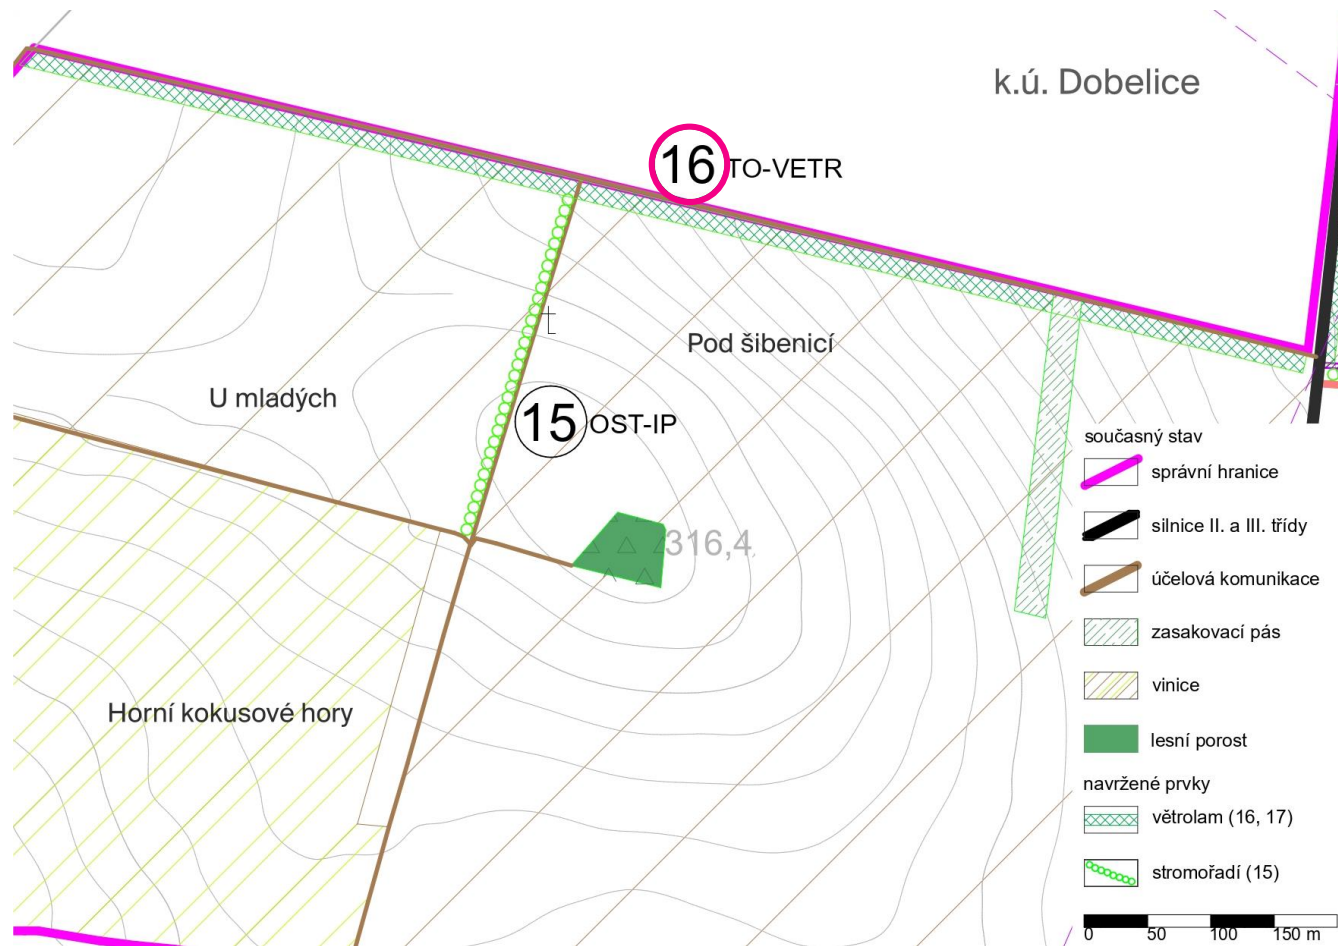 k.ú. Dobelice
16 TO-VETR
Pod šibenicí
U mladých
15 OST-IP
316,4
Horní kokusové hory
současný stav
správní hranice
silnice II. a III. třídy
účelová komunikace
zasakovací pás
vinice
lesní porost
navržené prvky
větrolam (16, 17)
stromořadí (15)
0 50 100 150 m